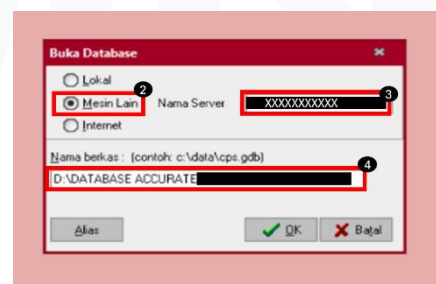 Buka Database
Lokal
2
Mesin Lain Nama Server XXXXXXXXXXX 3
Internet
Nama berkas : (contoh: c:\data\cps.gdb)
4
D:\DATABASE ACCURATE
Alias OK Batal